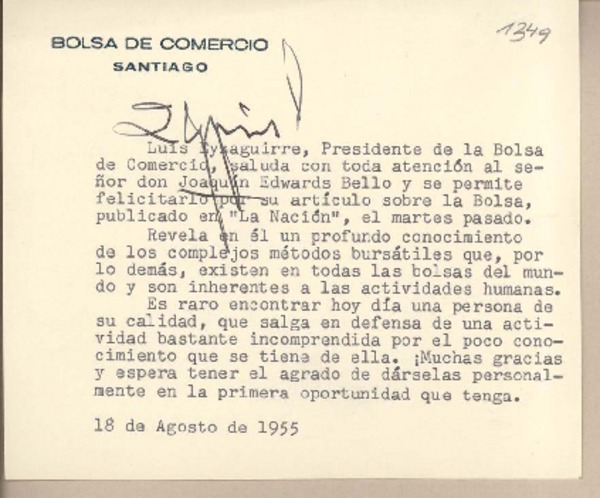 1349
BOLSA DE COMERCIO
SANTIAGO
Luis Eyzaguirre, Presidente de la Bolsa
de Comercio, saluda con toda atención al se-
ñor don Joaquín Edwards Bello y se permite
felicitarlo por su artículo sobre la Bolsa,
publicado en "La Nación", el martes pasado.
Revela en él un profundo conocimiento
de los complejos métodos bursátiles que, por
lo demás, existen en todas las bolsas del mun-
do y son inherentes a las actividades humanas.
Es raro encontrar hoy día una persona de
su calidad, que salga en defensa de una acti-
vidad bastante incomprendida por el poco cono-
cimiento que se tiene de ella. ¡Muchas gracias
y espera tener el agrado de dárselas personal-
mente en la primera oportunidad que tenga.
18 de Agosto de 1955